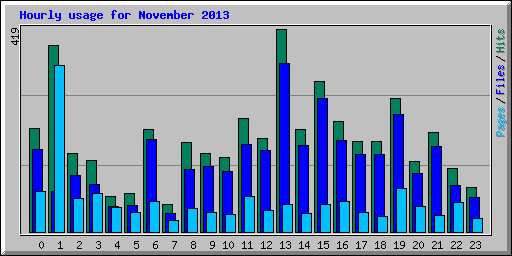 Hourly usage for November 2013
419
Pages / Files / Hits
0 1 2 3 4 5 6 7 8 9 10 11 12 13 14 15 16 17 18 19 20 21 22 23